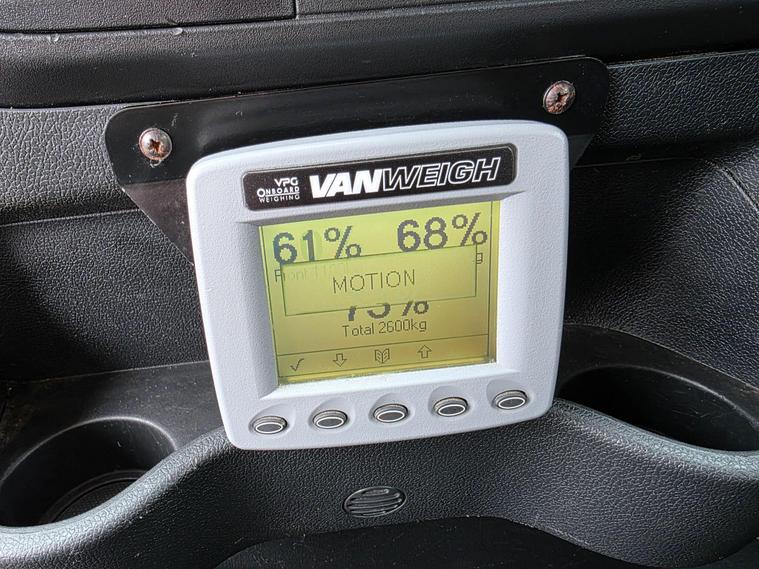 VPG
ONBOARD
WEIGHING
VANWEIGH
61% 68%
MOTION
Total 2600kg